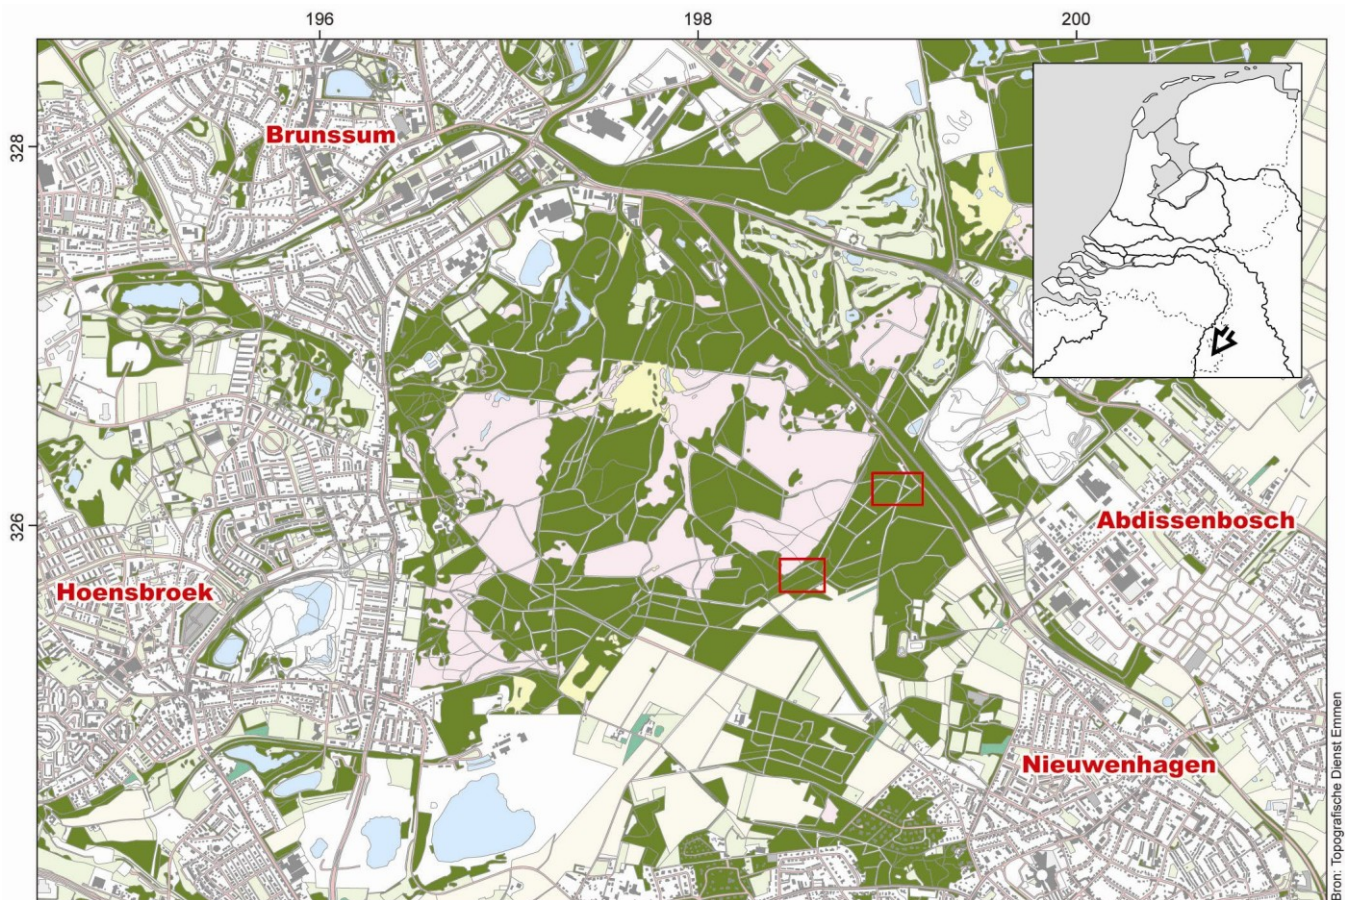 196
198
200
328
Brunssum
326
Abdissenbosch
Hoensbroek
Nieuwenhagen
Bron: Topografische Dienst Emmen